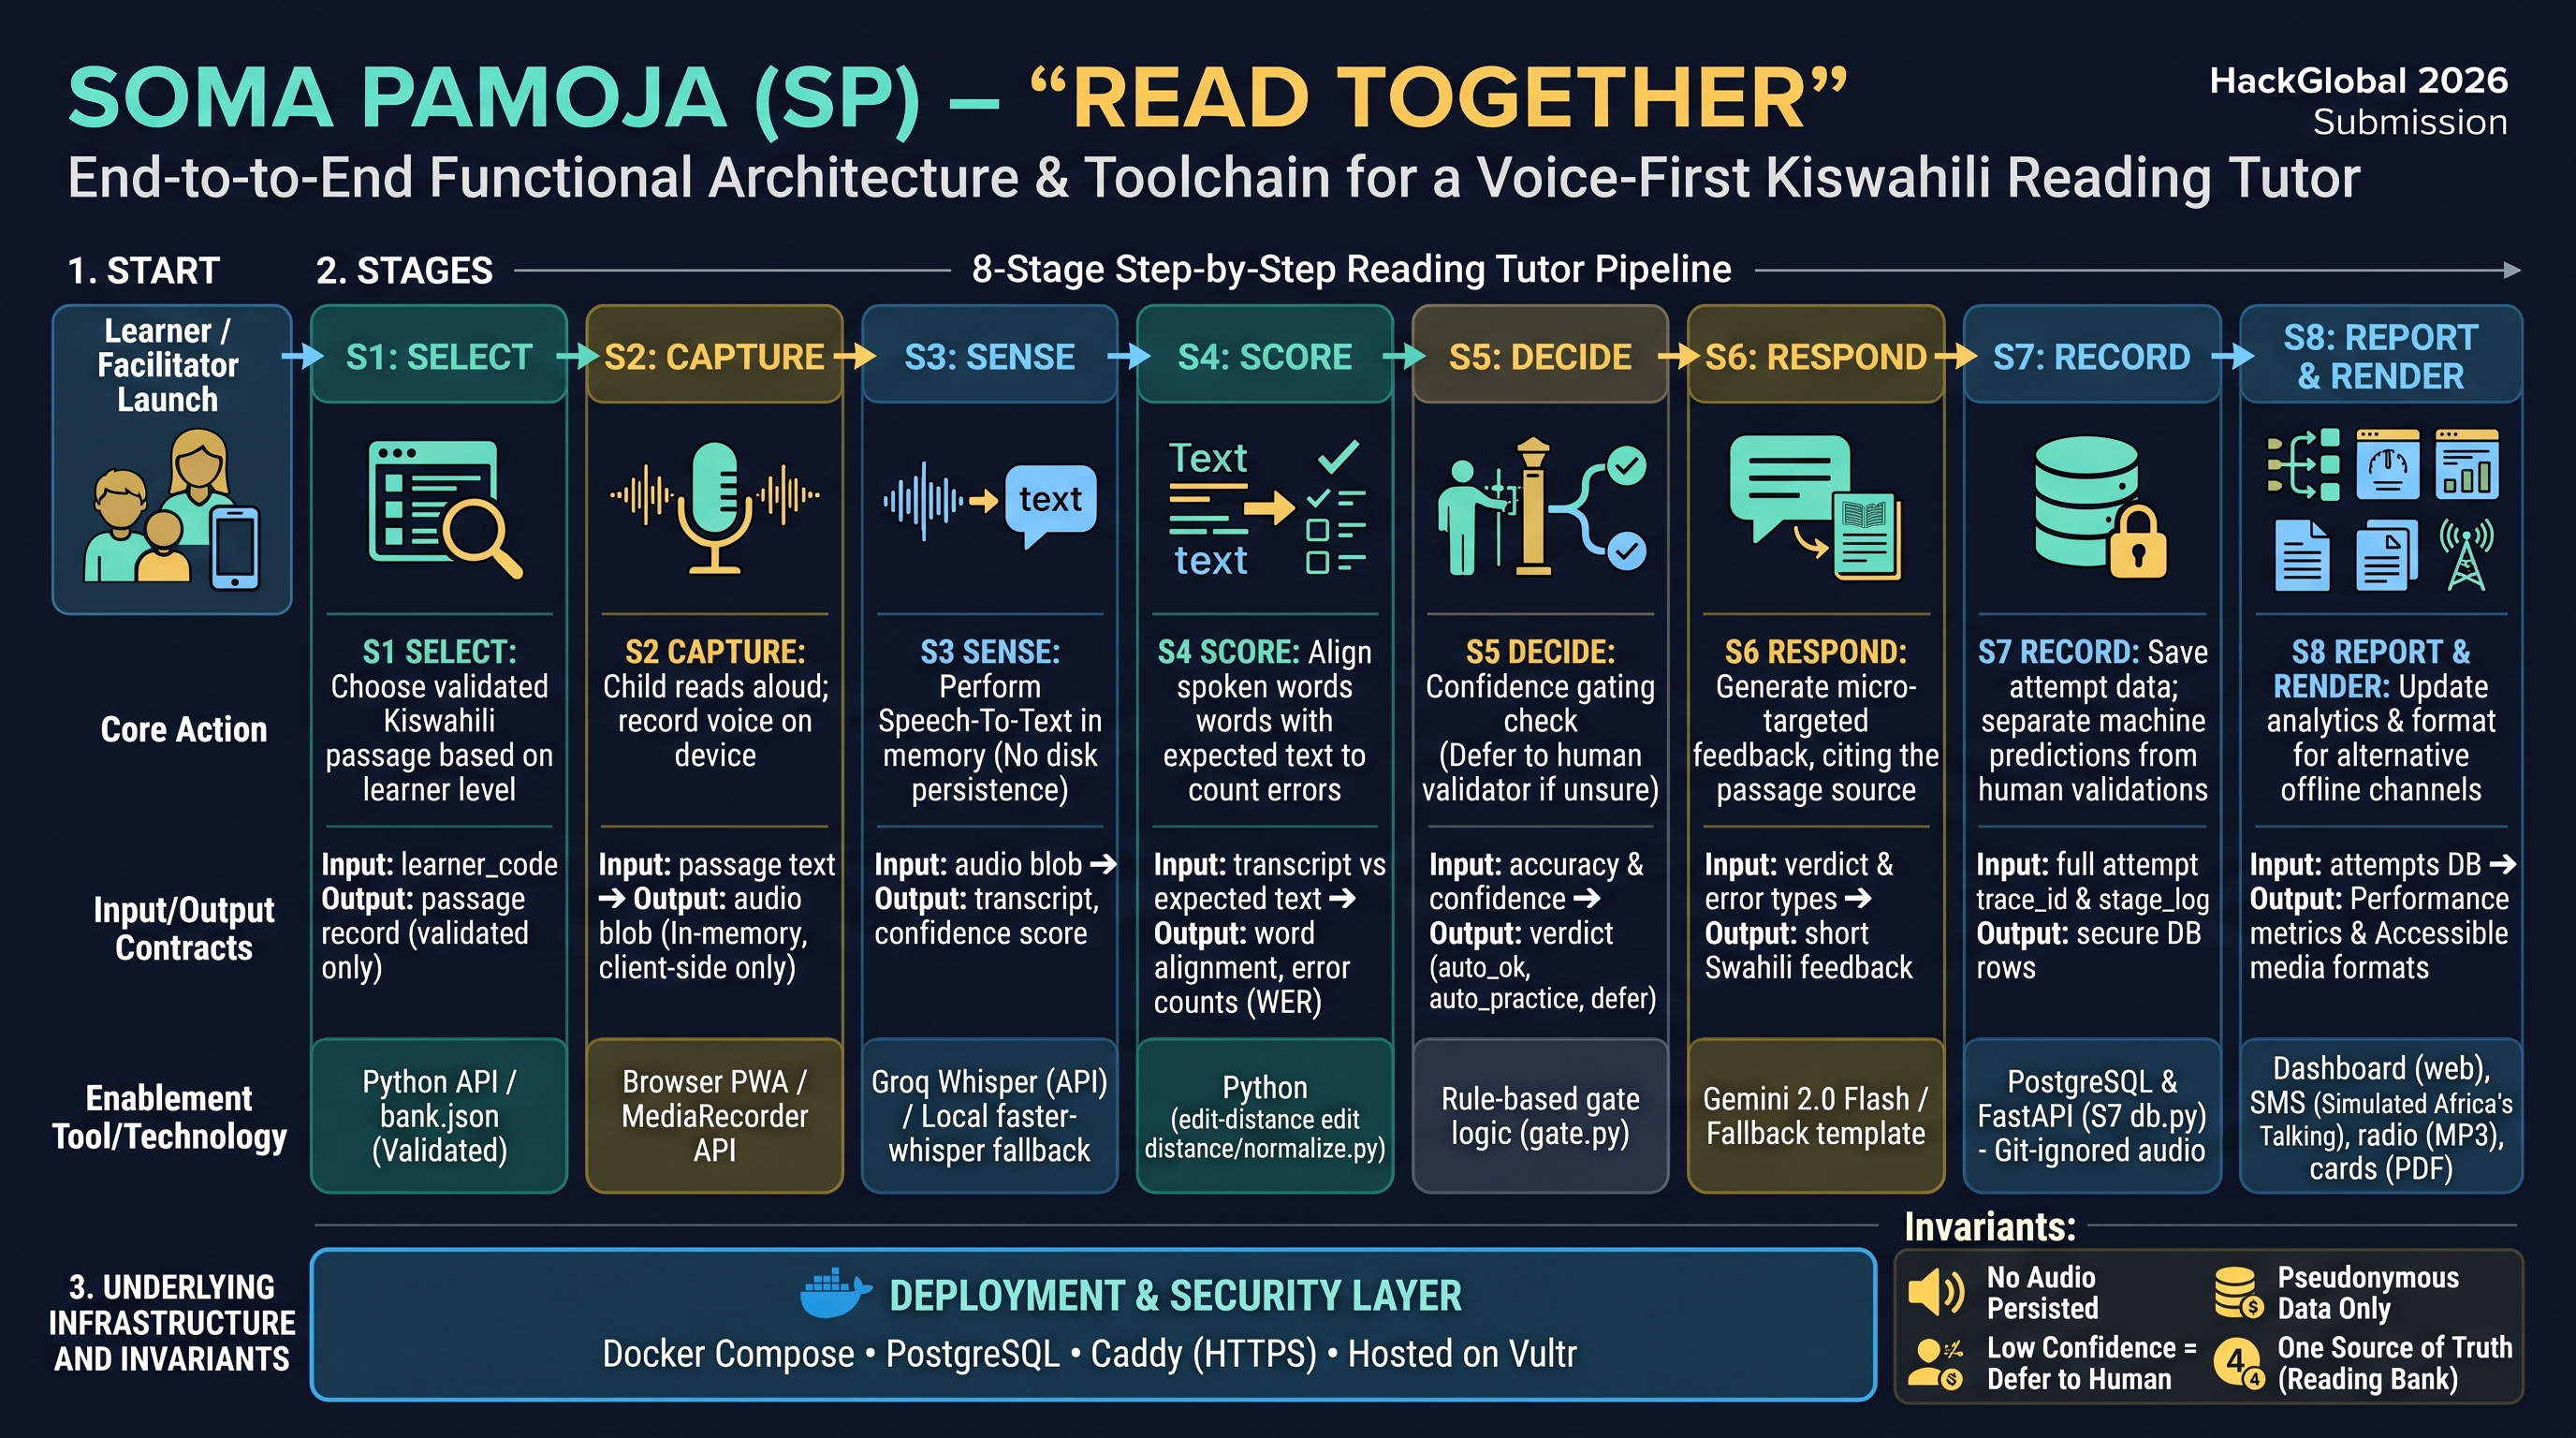 SOMA PAMOJA (SP) – “READ TOGETHER”
HackGlobal 2026
Submission
End-to-to-End Functional Architecture & Toolchain for a Voice-First Kiswahili Reading Tutor
1. START
2. STAGES
8-Stage Step-by-Step Reading Tutor Pipeline
Learner /
Facilitator
Launch
S1: SELECT
S2: CAPTURE
S3: SENSE
S4: SCORE
S5: DECIDE
S6: RESPOND
S7: RECORD
S8: REPORT
& RENDER
text
Text
text
Core Action
S1 SELECT:
Choose validated
Kiswahili
passage based on
learner level
S2 CAPTURE:
Child reads aloud;
record voice on
device
S3 SENSE:
Perform
Speech-To-Text in
memory (No disk
persistence)
S4 SCORE: Align
spoken words
words with
expected text to
count errors
S5 DECIDE:
Confidence gating
check
(Defer to human
validator if unsure)
S6 RESPOND:
Generate micro-
targeted
feedback, citing the
passage source
S7 RECORD: Save
attempt data;
separate machine
predictions from
human validations
S8 REPORT &
RENDER: Update
analytics & format
for alternative
offline channels
Input/Output
Contracts
Input: learner_code
Output: passage
record (validated
only)
Input: passage text
➔ Output: audio
blob (In-memory,
client-side only)
Input: audio blob ➔
Output: transcript,
confidence score
Input: transcript vs
expected text ➔
Output: word
alignment, error
counts (WER)
Input: accuracy &
confidence ➔
Output: verdict
(auto_ok,
auto_practice, defer)
Input: verdict &
error types ➔
Output: short
Swahili feedback
Input: full attempt
trace_id & stage_log
Output: secure DB
rows
Input: attempts DB ➔
Output: Performance
metrics & Accessible
media formats
Enablement
Tool/Technology
Python API /
bank.json
(Validated)
Browser PWA /
MediaRecorder
API
Groq Whisper (API)
/ Local faster-
whisper fallback
Python
(edit-distance edit
distance/normalize.py)
Rule-based gate
logic (gate.py)
Gemini 2.0 Flash /
Fallback template
PostgreSQL &
FastAPI (S7 db.py)
- Git-ignored audio
Dashboard (web),
SMS (Simulated Africa's
Talking), radio (MP3),
cards (PDF)
3. UNDERLYING
INFRASTRUCTURE
AND INVARIANTS
DEPLOYMENT & SECURITY LAYER
Docker Compose • PostgreSQL • Caddy (HTTPS) • Hosted on Vultr
Invariants:
No Audio
Persisted
$
Pseudonymous
Data Only
$
Low Confidence =
Defer to Human
4
4
One Source of Truth
(Reading Bank)